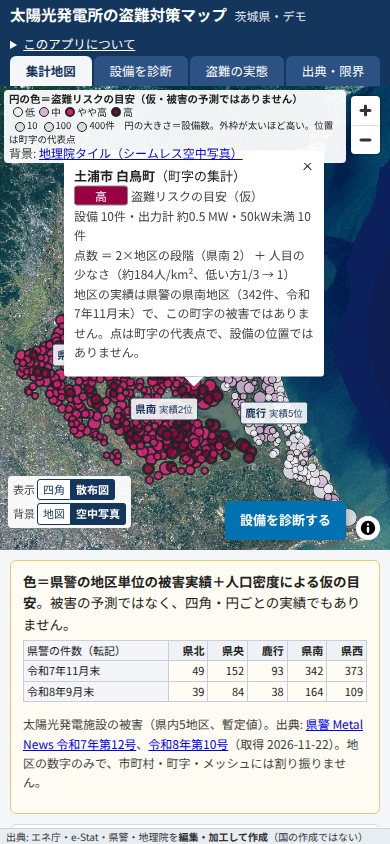 太陽光発電所の盗難対策マップ 茨城県・デモ
▶ このアプリについて
集計地図 設備を診断 盗難の実態 出典・限界
円の色＝盗難リスクの目安（仮・被害の予測ではありません）
低 中 やや高 高
10 100 400件 円の大きさ＝設備数。外枠が太いほど高い。位置
は町字の代表点
背景: 地理院タイル（シームレス空中写真）
+
−
×
土浦市 白鳥町（町字の集計）
高 盗難リスクの目安（仮）
設備 10件・出力計 約0.5 MW・50kW未満 10
件
点数 ＝ 2×地区の段階（県南 2） ＋ 人目の
少なさ（約184人/km²、低い方1/3 → 1）
地区の実績は県警の県南地区（342件、令和
7年11月末）で、この町字の被害ではありま
せん。点は町字の代表点で、設備の位置では
ありません。
県南 実績2位
鹿行 実績5位
表示 四角 散布図
背景 地図 空中写真
設備を診断する
色＝県警の地区単位の被害実績＋人口密度による仮の目
安。被害の予測ではなく、四角・円ごとの実績でもあり
ません。
県警の件数（転記） 県北 県央 鹿行 県南 県西
令和7年11月末 49 152 93 342 373
令和8年9月末 39 84 38 164 109
太陽光発電施設の被害（県内5地区、暫定値）。出典: 県警 Metal
News 令和7年第12号、令和8年第10号（取得 2026-11-22）。地
区の数字のみで、市町村・町字・メッシュには割り振りませ
ん。
出典: エネ庁・e-Stat・県警・地理院を編集・加工して作成（国の作成ではない）